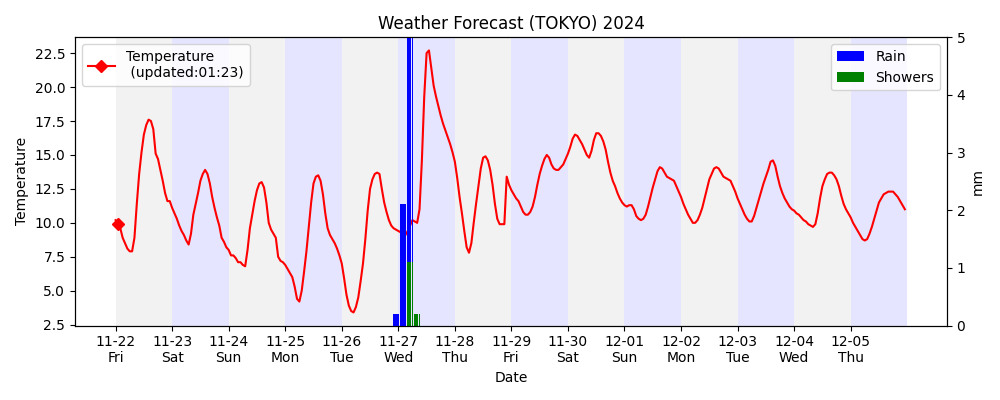 Weather Forecast (TOKYO) 2024
Temperature
(updated:01:23)
Rain
Showers
Temperature
22.5
20.0
17.5
15.0
12.5
10.0
7.5
5.0
2.5
5
4
3
2
1
0
mm
11-22 11-23 11-24 11-25 11-26 11-27 11-28 11-29 11-30 12-01 12-02 12-03 12-04 12-05
Fri Sat Sun Mon Tue Wed Thu Fri Sat Sun Mon Tue Wed Thu
Date